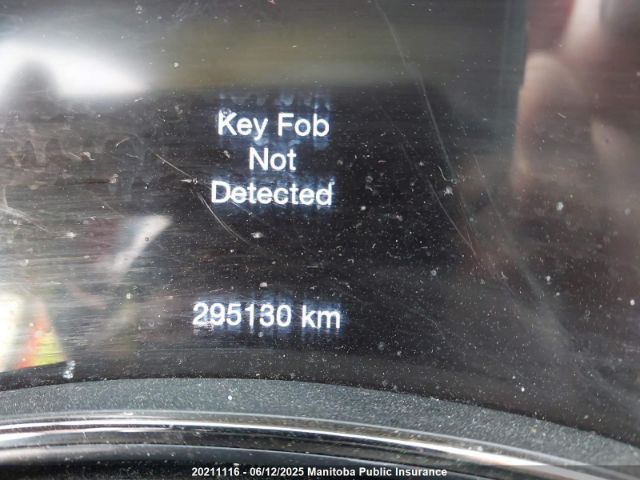 Key Fob
Not
Detected
295130 km
20211116 - 06/12/2025 Manitoba Public Insurance